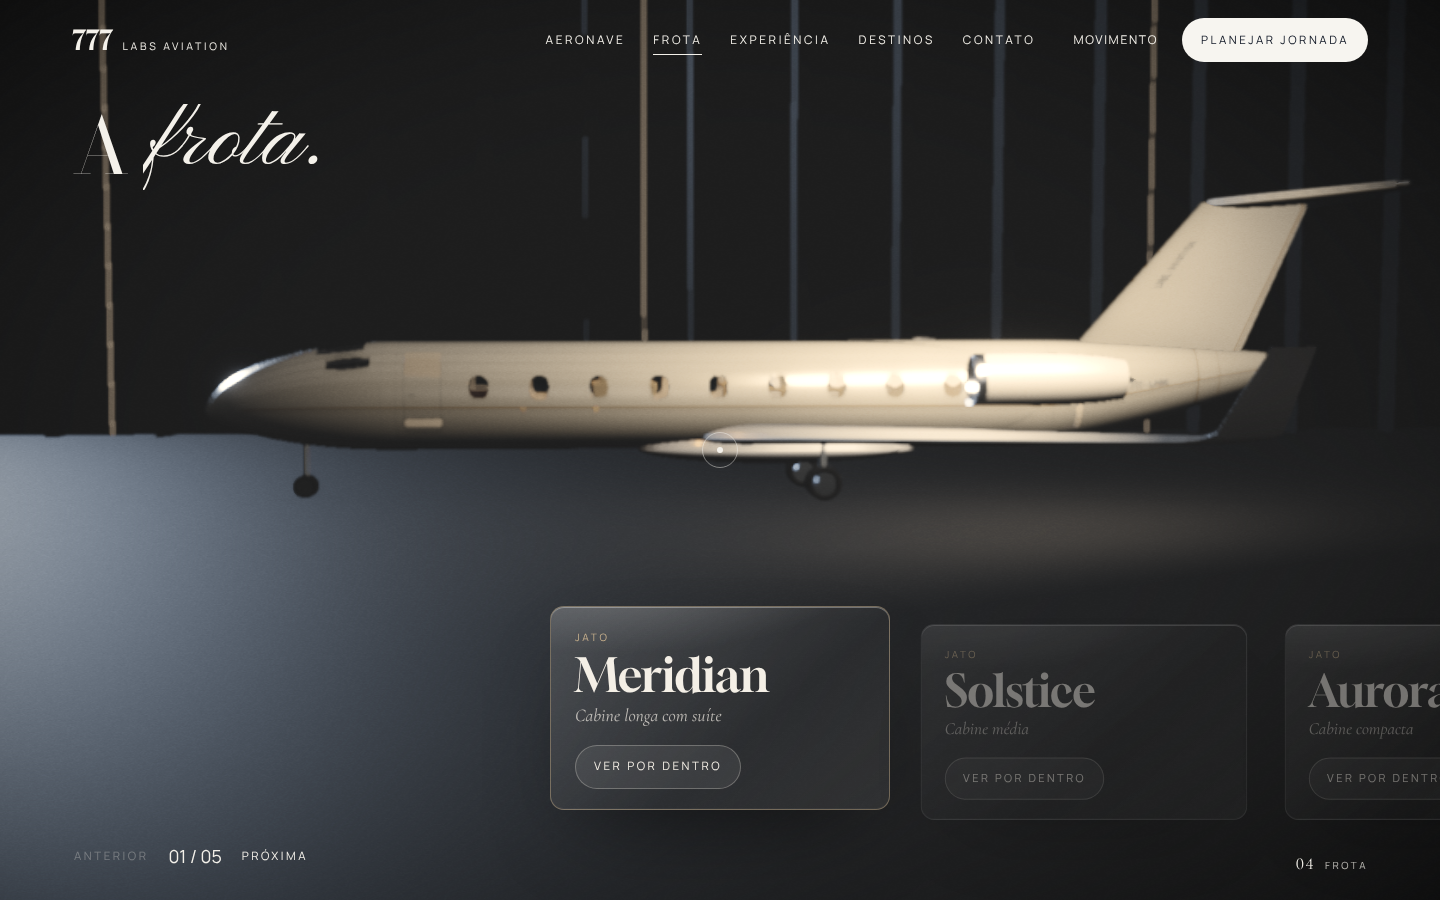 777 LABS AVIATION
AERONAVE FROTA EXPERIÊNCIA DESTINOS CONTATO MOVIMENTO PLANEJAR JORNADA
A frota.
JATO
Meridian
Cabine longa com suíte
VER POR DENTRO
JATO
Solstice
Cabine média
VER POR DENTRO
JATO
Aurora
Cabine compacta
VER POR DENTR
ANTERIOR 01 / 05 PRÓXIMA
04 FROTA